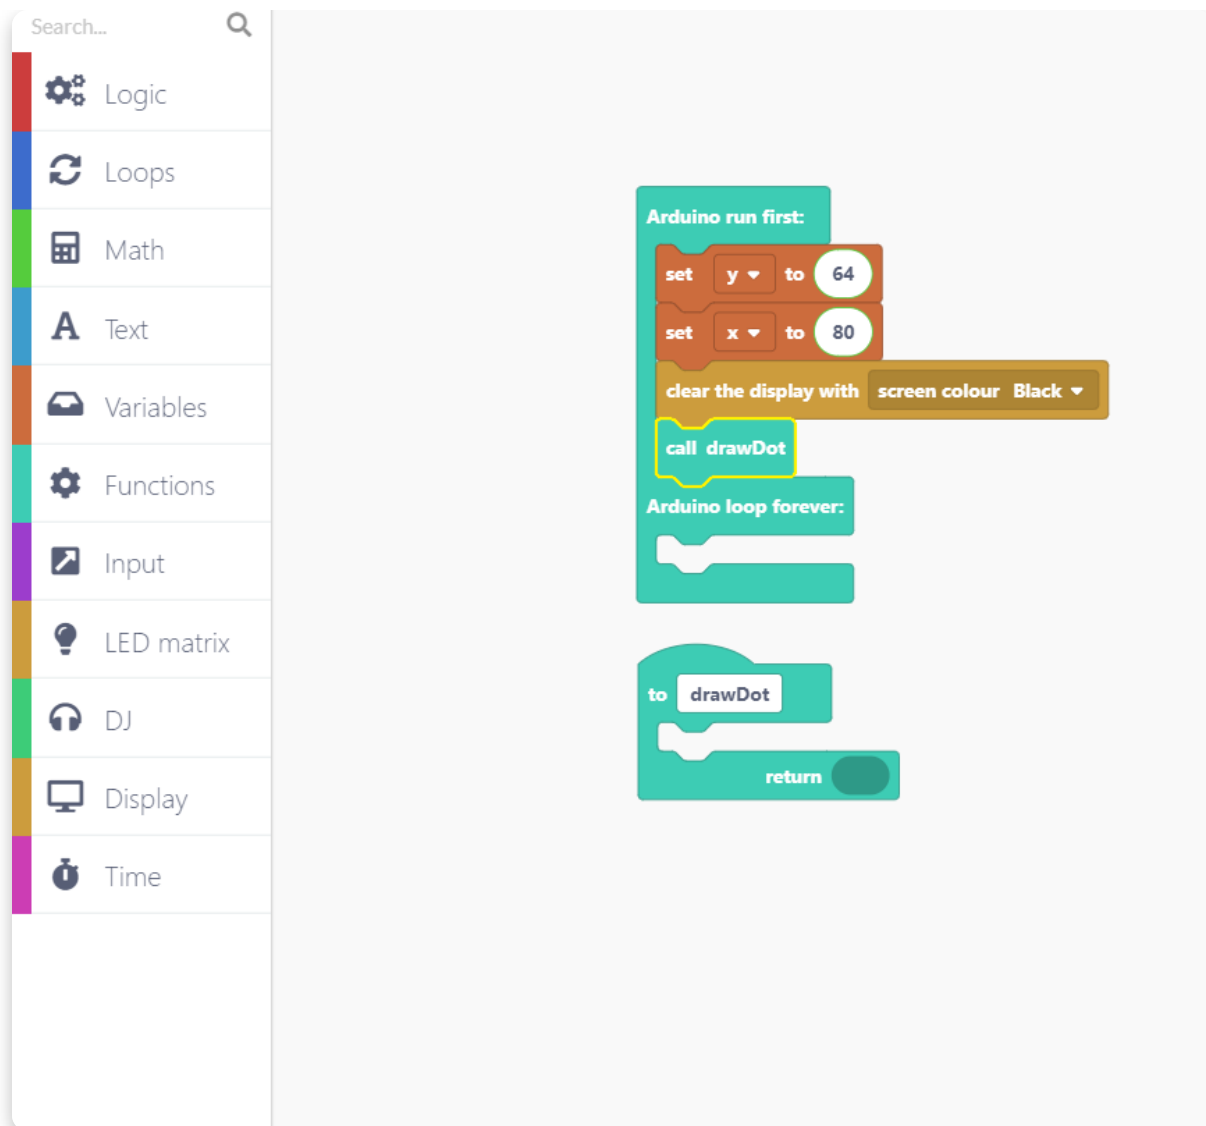 Search...
Logic
Loops
Math
Text
Variables
Functions
Input
LED matrix
DJ
Display
Time
Arduino run first:
set y to 64
set x to 80
clear the display with screen colour Black
call drawDot
Arduino loop forever:
to drawDot
return